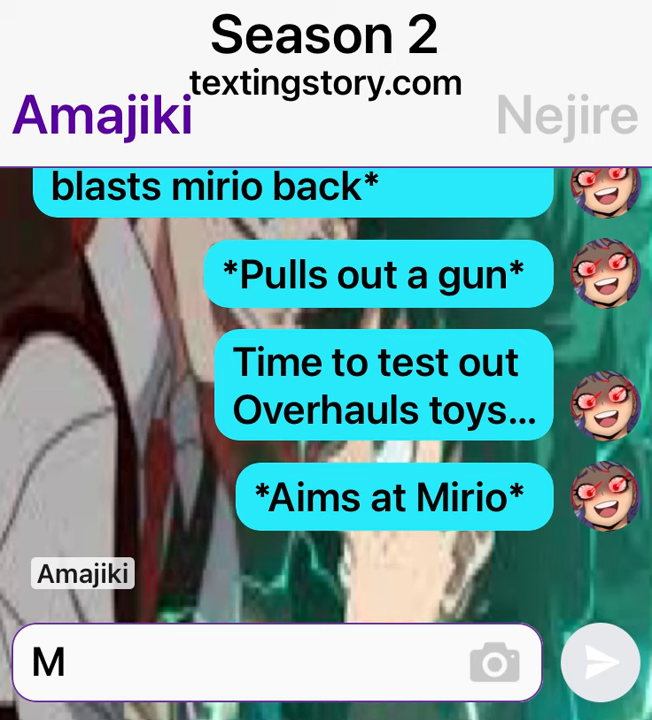 Season 2
textingstory.com
Amajiki
Nejire
blasts mirio back*
*Pulls out a gun*
Time to test out
Overhauls toys...
*Aims at Mirio*
Amajiki
M